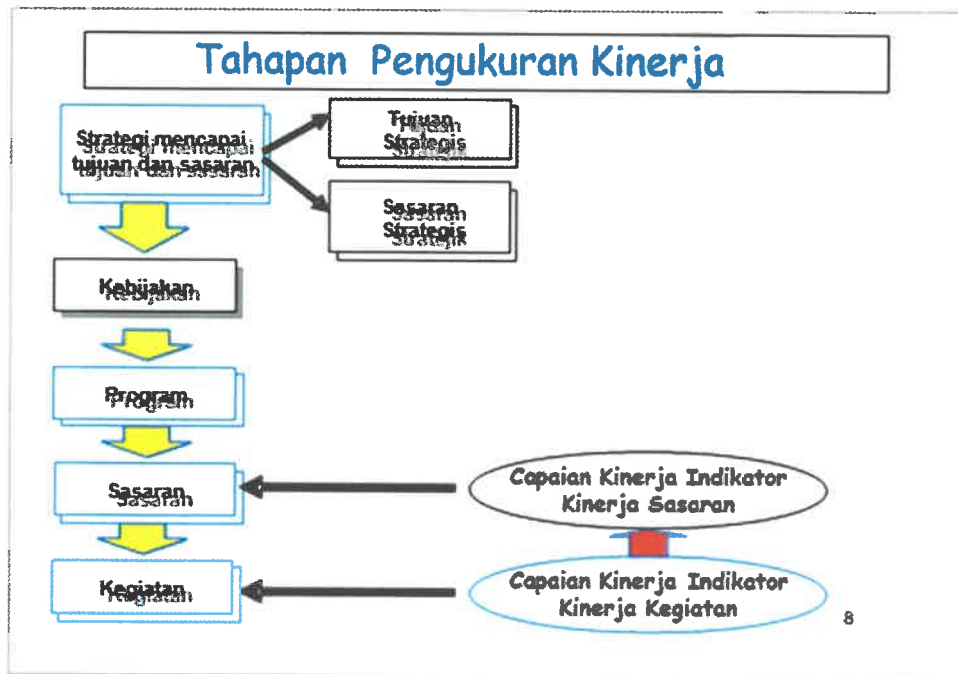 Tahapan Pengukuran Kinerja
Strategi mencapai
tujuan dan sasaran
Tujuan
Strategis
Sasaran
Strategis
Kebijakan
Program
Sasaran
Kegiatan
Capaian Kinerja Indikator
Kinerja Sasaran
Capaian Kinerja Indikator
Kinerja Kegiatan
8